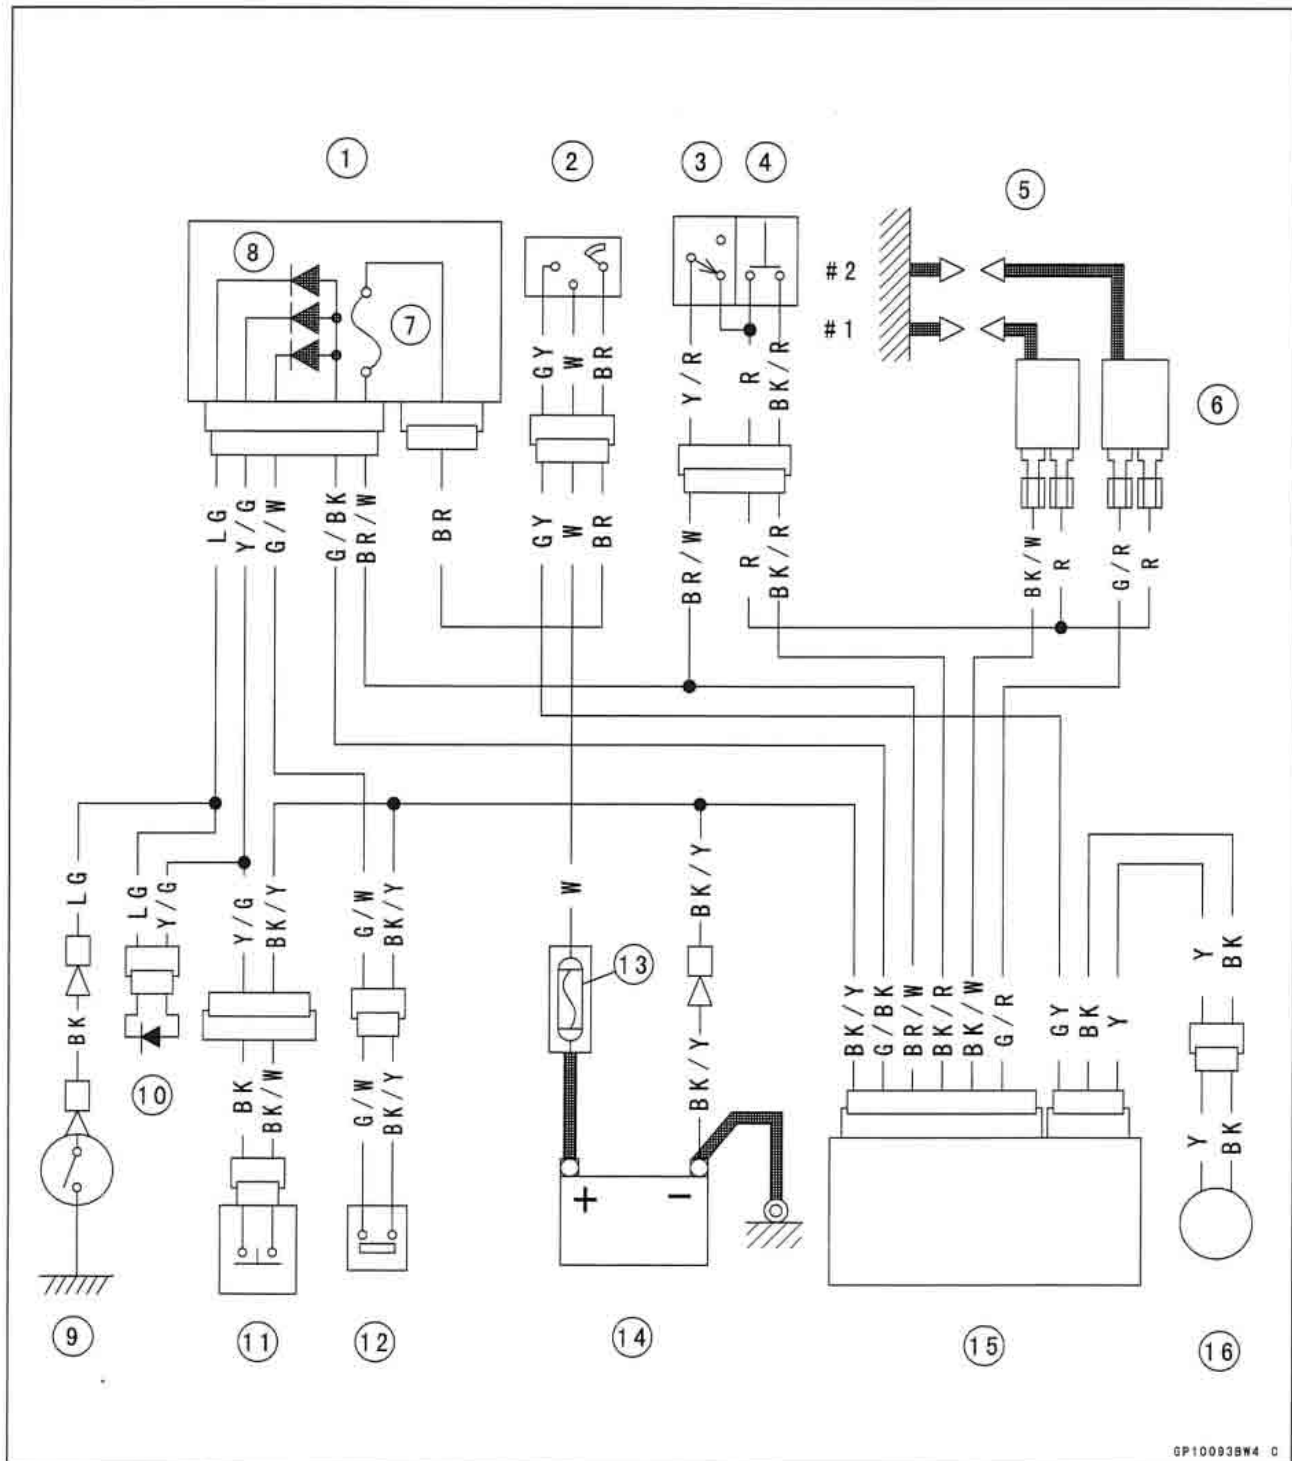 1 2 3 4 5
8
7
#2
#1
6
GY W BR
Y/R R BK/R
LG Y/G G/W G/BK BR/W BR
GY W BR
BR/W R BK/R
BK/W R G/R R
LG LG Y/G Y/G BK/Y G/W BK/Y
W BK/Y
13
Y BK
BK
10
BK BK/W
G/W BK/Y
BK/Y
BK/Y G/BK BR/W BK/R BK/W G/R GY BK Y
Y BK
+ −
9 11 12 14 15 16
GP10093BW4 C